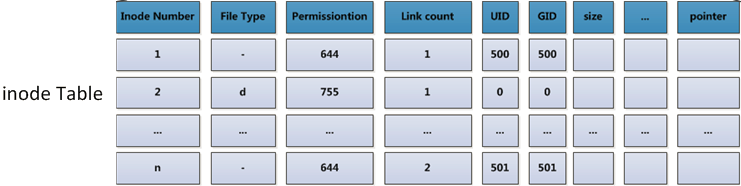 Inode Number File Type Permissiontion Link count UID GID size ... pointer
1 - 644 1 500 500
inode Table
2 d 755 1 0 0
... ... ... ... ... ... ... ... ...
n - 644 2 501 501